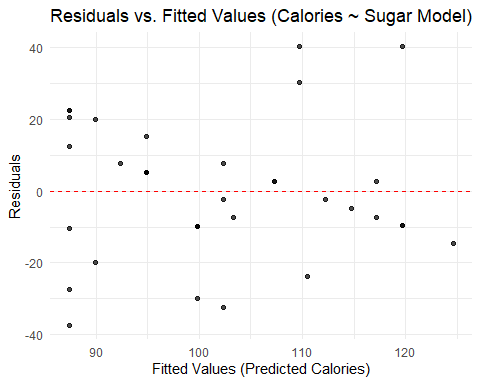 Residuals vs. Fitted Values (Calories ~ Sugar Model)
40
20
0
-20
-40
Residuals
90 100 110 120
Fitted Values (Predicted Calories)